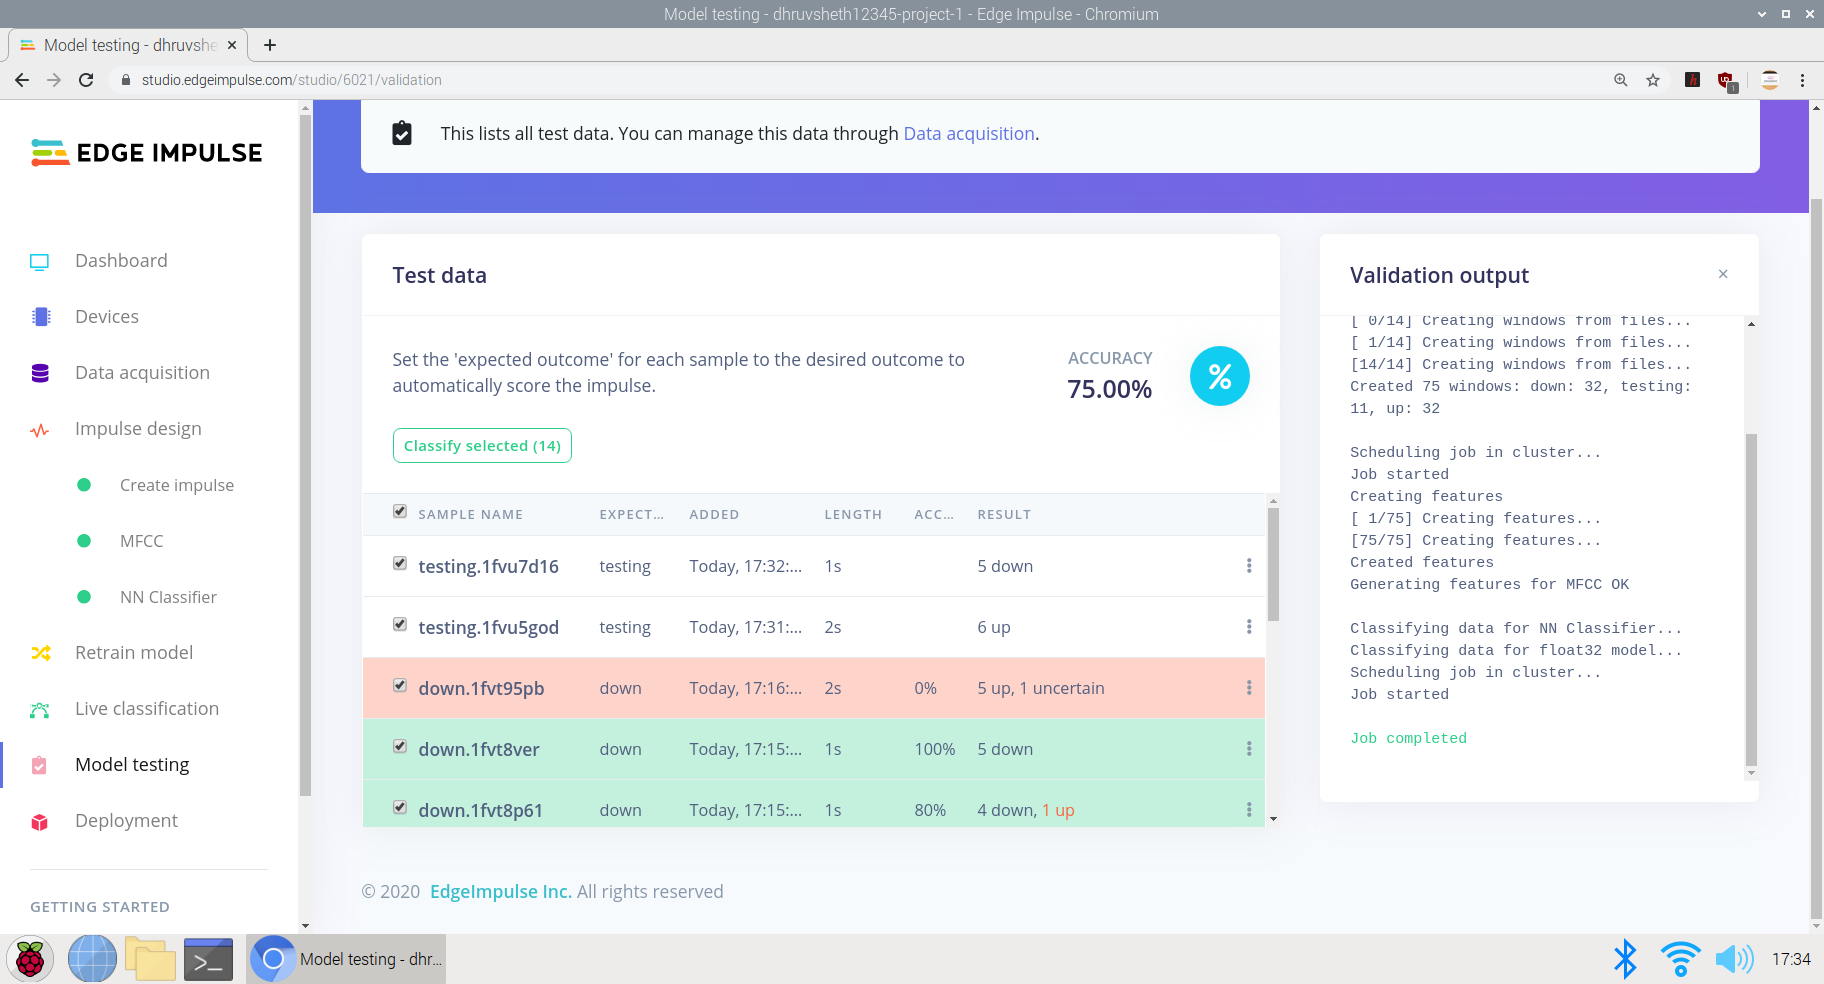 Model testing - dhruvsheth12345-project-1 - Edge Impulse - Chromium
Model testing - dhruvshe
studio.edgeimpulse.com/studio/6021/validation
1
EDGE IMPULSE
This lists all test data. You can manage this data through Data acquisition.
Dashboard
Devices
Data acquisition
Impulse design
Create impulse
MFCC
NN Classifier
Retrain model
Live classification
Model testing
Deployment
GETTING STARTED
Test data
Set the 'expected outcome' for each sample to the desired outcome to
automatically score the impulse.
ACCURACY
75.00%
%
Classify selected (14)
SAMPLE NAME EXPECT... ADDED LENGTH ACC... RESULT
testing.1fvu7d16 testing Today, 17:32:... 1s 5 down
testing.1fvu5god testing Today, 17:31:... 2s 6 up
down.1fvt95pb down Today, 17:16:... 2s 0% 5 up, 1 uncertain
down.1fvt8ver down Today, 17:15:... 1s 100% 5 down
down.1fvt8p61 down Today, 17:15:... 1s 80% 4 down, 1 up
Validation output
×
[ 0/14] Creating windows from files...
[ 1/14] Creating windows from files...
[14/14] Creating windows from files...
Created 75 windows: down: 32, testing:
11, up: 32
Scheduling job in cluster...
Job started
Creating features
[ 1/75] Creating features...
[75/75] Creating features...
Created features
Generating features for MFCC OK
Classifying data for NN Classifier...
Classifying data for float32 model...
Scheduling job in cluster...
Job started
Job completed
© 2020 EdgeImpulse Inc. All rights reserved
>_
Model testing - dhr...
17:34